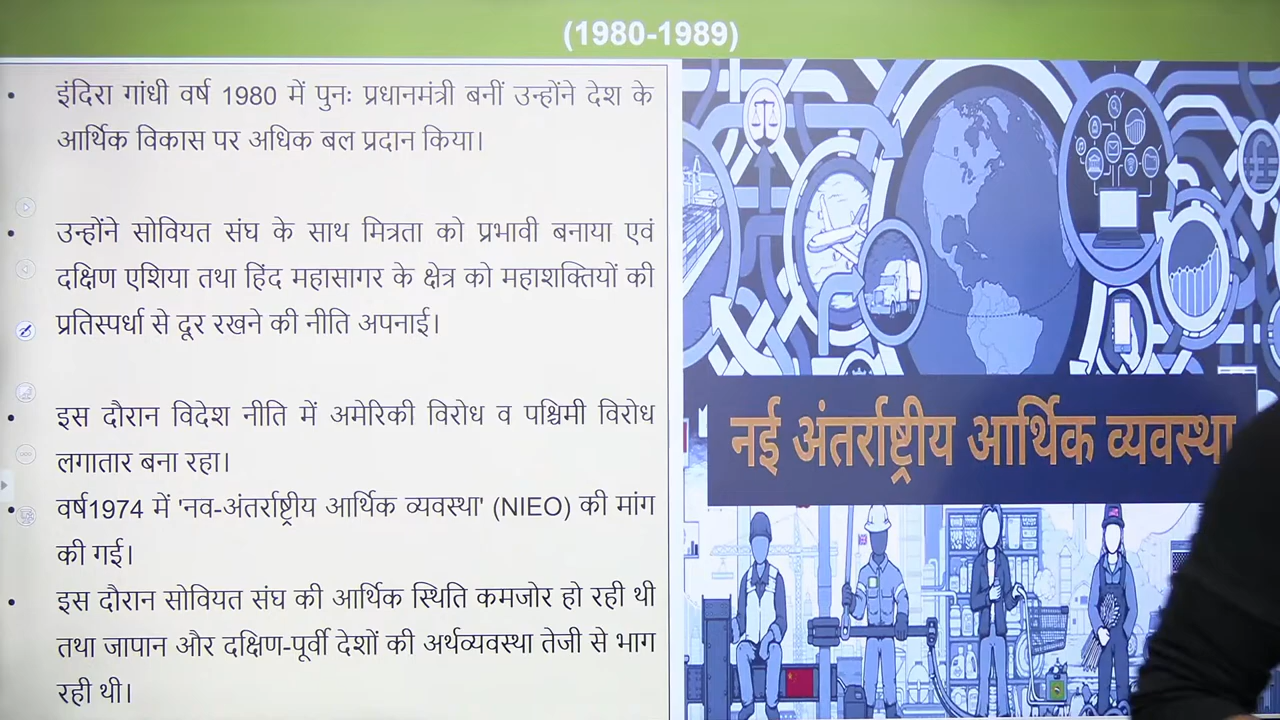 (1980-1989)
• इंदिरा गांधी वर्ष 1980 में पुनः प्रधानमंत्री बनीं उन्होंने देश के
आर्थिक विकास पर अधिक बल प्रदान किया।
• उन्होंने सोवियत संघ के साथ मित्रता को प्रभावी बनाया एवं
दक्षिण एशिया तथा हिंद महासागर के क्षेत्र को महाशक्तियों की
प्रतिस्पर्धा से दूर रखने की नीति अपनाई।
• इस दौरान विदेश नीति में अमेरिकी विरोध व पश्चिमी विरोध
लगातार बना रहा।
• वर्ष1974 में 'नव-अंतर्राष्ट्रीय आर्थिक व्यवस्था' (NIEO) की मांग
की गई।
• इस दौरान सोवियत संघ की आर्थिक स्थिति कमजोर हो रही थी
तथा जापान और दक्षिण-पूर्वी देशों की अर्थव्यवस्था तेजी से भाग
रही थी।
नई अंतर्राष्ट्रीय आर्थिक व्यवस्था